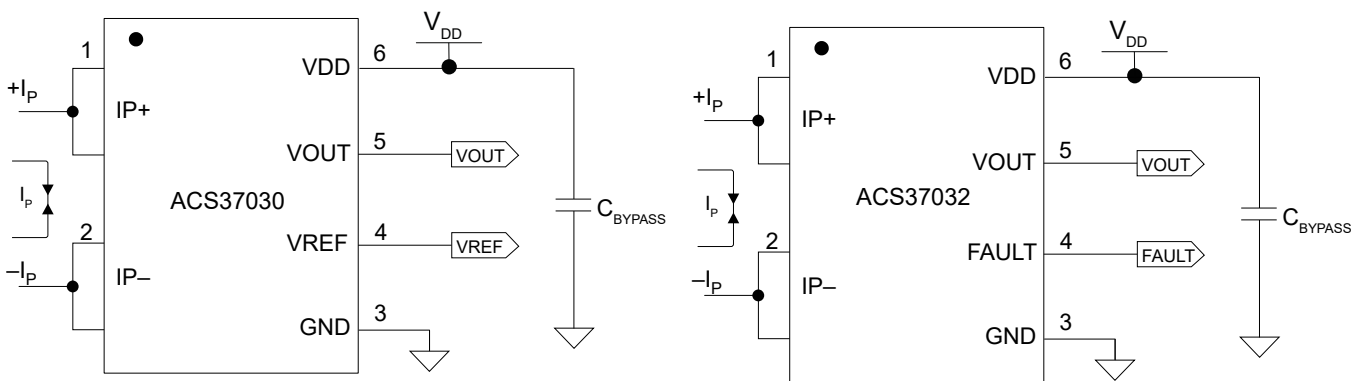 V_DD
1
6
VDD
+I_P
IP+
5
VOUT
VOUT
I_P
ACS37030
C_BYPASS
2
4
VREF
VREF
–I_P
IP–
3
GND
V_DD
1
6
VDD
+I_P
IP+
5
VOUT
VOUT
I_P
ACS37032
C_BYPASS
2
4
FAULT
FAULT
–I_P
IP–
3
GND